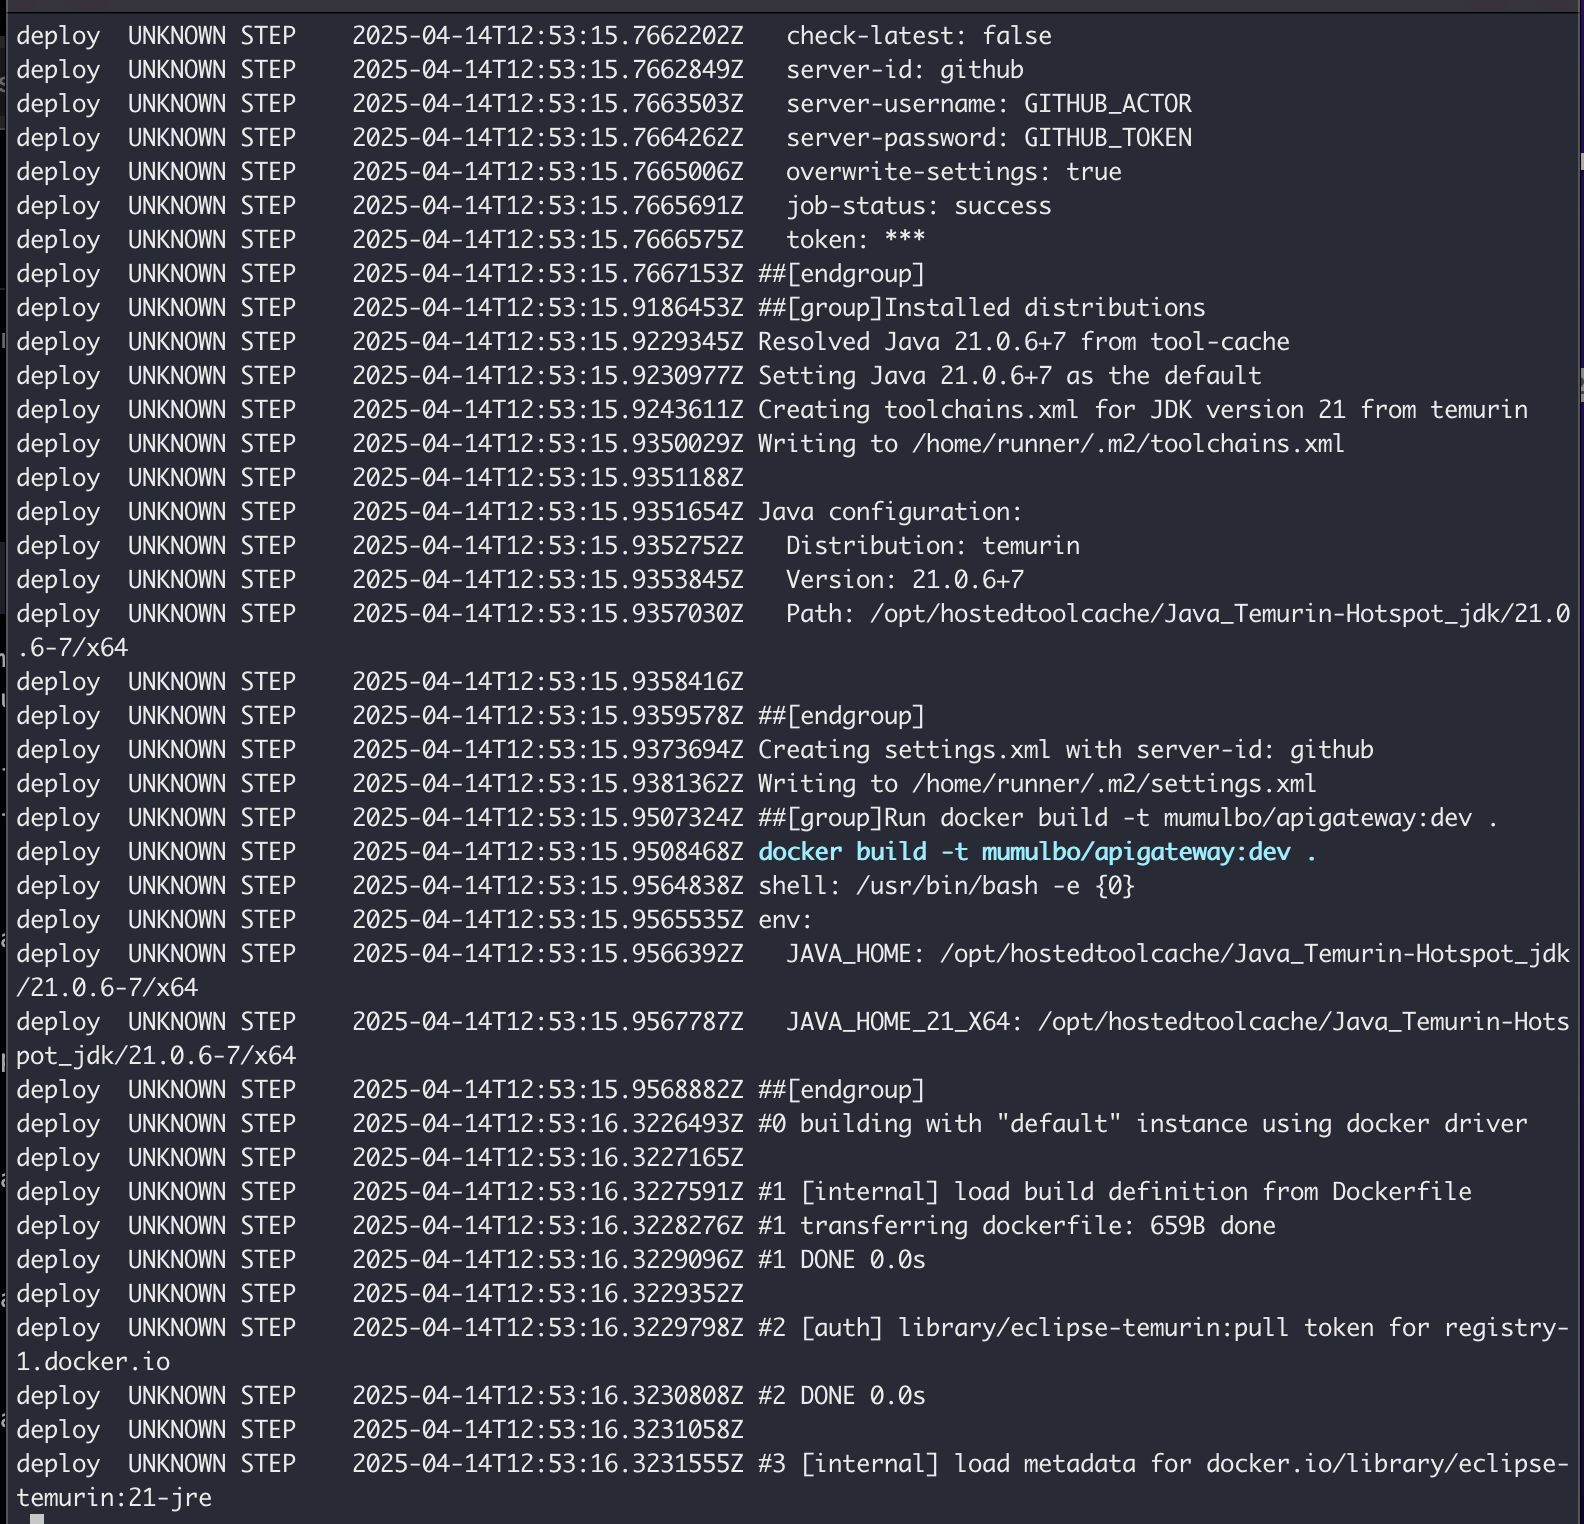 deploy  UNKNOWN STEP    2025-04-14T12:53:15.7662202Z   check-latest: false
deploy  UNKNOWN STEP    2025-04-14T12:53:15.7662849Z   server-id: github
deploy  UNKNOWN STEP    2025-04-14T12:53:15.7663503Z   server-username: GITHUB_ACTOR
deploy  UNKNOWN STEP    2025-04-14T12:53:15.7664262Z   server-password: GITHUB_TOKEN
deploy  UNKNOWN STEP    2025-04-14T12:53:15.7665006Z   overwrite-settings: true
deploy  UNKNOWN STEP    2025-04-14T12:53:15.7665691Z   job-status: success
deploy  UNKNOWN STEP    2025-04-14T12:53:15.7666575Z   token: ***
deploy  UNKNOWN STEP    2025-04-14T12:53:15.7667153Z ##[endgroup]
deploy  UNKNOWN STEP    2025-04-14T12:53:15.9186453Z ##[group]Installed distributions
deploy  UNKNOWN STEP    2025-04-14T12:53:15.9229345Z Resolved Java 21.0.6+7 from tool-cache
deploy  UNKNOWN STEP    2025-04-14T12:53:15.9230977Z Setting Java 21.0.6+7 as the default
deploy  UNKNOWN STEP    2025-04-14T12:53:15.9243611Z Creating toolchains.xml for JDK version 21 from temurin
deploy  UNKNOWN STEP    2025-04-14T12:53:15.9350029Z Writing to /home/runner/.m2/toolchains.xml
deploy  UNKNOWN STEP    2025-04-14T12:53:15.9351188Z
deploy  UNKNOWN STEP    2025-04-14T12:53:15.9351654Z Java configuration:
deploy  UNKNOWN STEP    2025-04-14T12:53:15.9352752Z   Distribution: temurin
deploy  UNKNOWN STEP    2025-04-14T12:53:15.9353845Z   Version: 21.0.6+7
deploy  UNKNOWN STEP    2025-04-14T12:53:15.9357030Z   Path: /opt/hostedtoolcache/Java_Temurin-Hotspot_jdk/21.0
.6-7/x64
deploy  UNKNOWN STEP    2025-04-14T12:53:15.9358416Z
deploy  UNKNOWN STEP    2025-04-14T12:53:15.9359578Z ##[endgroup]
deploy  UNKNOWN STEP    2025-04-14T12:53:15.9373694Z Creating settings.xml with server-id: github
deploy  UNKNOWN STEP    2025-04-14T12:53:15.9381362Z Writing to /home/runner/.m2/settings.xml
deploy  UNKNOWN STEP    2025-04-14T12:53:15.9507324Z ##[group]Run docker build -t mumulbo/apigateway:dev .
deploy  UNKNOWN STEP    2025-04-14T12:53:15.9508468Z docker build -t mumulbo/apigateway:dev .
deploy  UNKNOWN STEP    2025-04-14T12:53:15.9564838Z shell: /usr/bin/bash -e {0}
deploy  UNKNOWN STEP    2025-04-14T12:53:15.9565535Z env:
deploy  UNKNOWN STEP    2025-04-14T12:53:15.9566392Z   JAVA_HOME: /opt/hostedtoolcache/Java_Temurin-Hotspot_jdk
/21.0.6-7/x64
deploy  UNKNOWN STEP    2025-04-14T12:53:15.9567787Z   JAVA_HOME_21_X64: /opt/hostedtoolcache/Java_Temurin-Hots
pot_jdk/21.0.6-7/x64
deploy  UNKNOWN STEP    2025-04-14T12:53:15.9568882Z ##[endgroup]
deploy  UNKNOWN STEP    2025-04-14T12:53:16.3226493Z #0 building with "default" instance using docker driver
deploy  UNKNOWN STEP    2025-04-14T12:53:16.3227165Z
deploy  UNKNOWN STEP    2025-04-14T12:53:16.3227591Z #1 [internal] load build definition from Dockerfile
deploy  UNKNOWN STEP    2025-04-14T12:53:16.3228276Z #1 transferring dockerfile: 659B done
deploy  UNKNOWN STEP    2025-04-14T12:53:16.3229096Z #1 DONE 0.0s
deploy  UNKNOWN STEP    2025-04-14T12:53:16.3229352Z
deploy  UNKNOWN STEP    2025-04-14T12:53:16.3229798Z #2 [auth] library/eclipse-temurin:pull token for registry-
1.docker.io
deploy  UNKNOWN STEP    2025-04-14T12:53:16.3230808Z #2 DONE 0.0s
deploy  UNKNOWN STEP    2025-04-14T12:53:16.3231058Z
deploy  UNKNOWN STEP    2025-04-14T12:53:16.3231555Z #3 [internal] load metadata for docker.io/library/eclipse-
temurin:21-jre